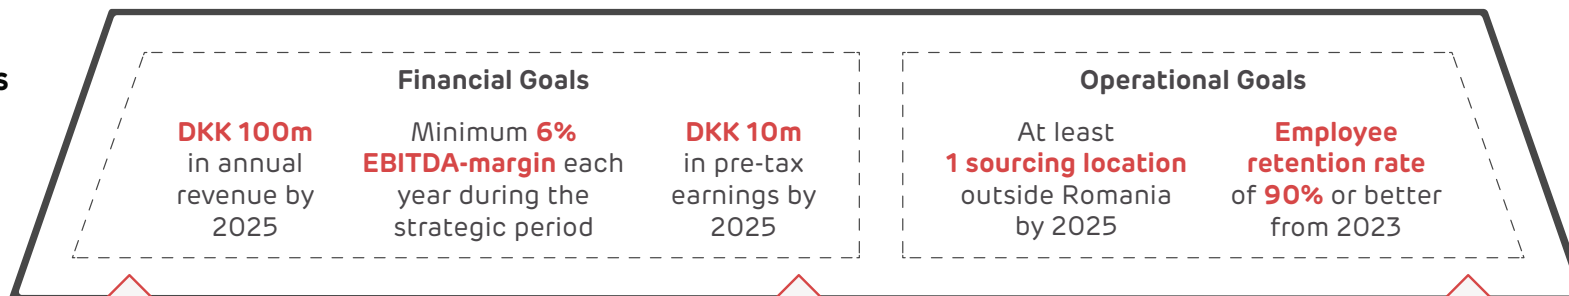 Financial Goals
DKK 100m
in annual
revenue by
2025
Minimum 6%
EBITDA-margin each
year during the
strategic period
DKK 10m
in pre-tax
earnings by
2025
Operational Goals
At least
1 sourcing location
outside Romania
by 2025
Employee
retention rate
of 90% or better
from 2023